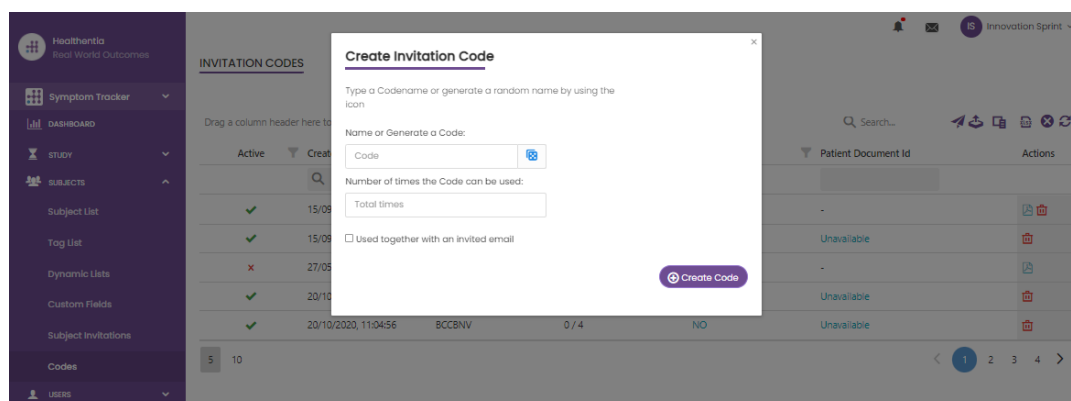 Healthentia
Real World Outcomes
IS Innovation Sprint
INVITATION CODES
Symptom Tracker
DASHBOARD
STUDY
SUBJECTS
Subject List
Tag List
Dynamic Lists
Custom Fields
Subject Invitations
Codes
USERS
Create Invitation Code
×
Type a Codename or generate a random name by using the
icon
Name or Generate a Code:
Code
Number of times the Code can be used:
Total times
Used together with an invited email
Create Code
Drag a column header here to
Search...
Active Creat Patient Document Id Actions
15/09 -
15/09 Unavailable
27/05 -
20/10 Unavailable
20/10/2020, 11:04:56 BCCBNV 0 / 4 NO Unavailable
5 10
1 2 3 4